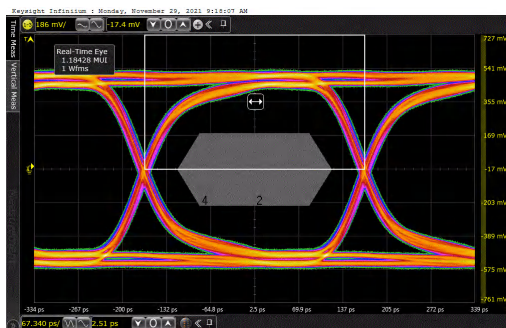 Keysight Infiniium : Monday, November 29, 2021 9:18:07 AM
186 mV/ -17.4 mV
Time Meas
Vertical Meas
Real-Time Eye
1.18428 MUI
1 Wfms
727 mV
541 mV
355 mV
169 mV
-17 mV
-203 mV
-389 mV
-575 mV
-761 mV
4 2
-334 ps -267 ps -200 ps -132 ps -64.8 ps 2.5 ps 69.9 ps 137 ps 205 ps 272 ps 339 ps
67.340 ps/ 2.51 ps